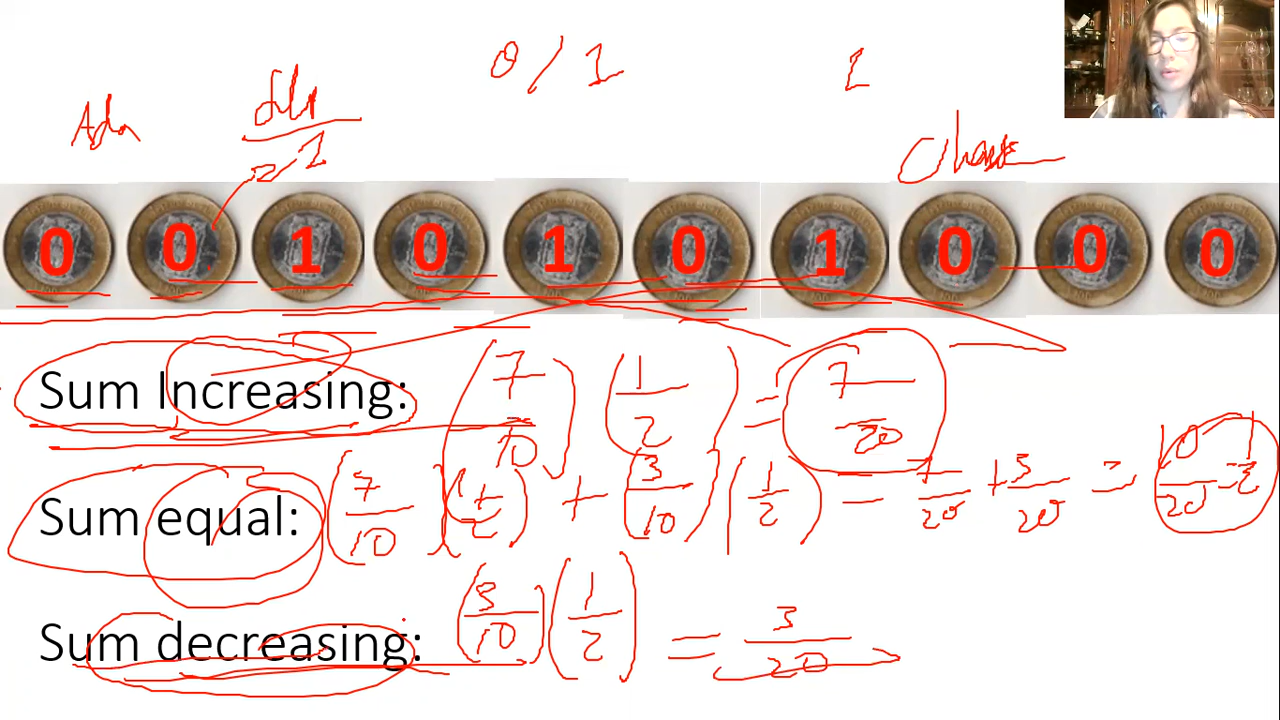 0 / 1
1
1
0 0 1 0 1 0 1 0 0 0
Sum Increasing: (7/10) (1/2) = 7/20
Sum equal: (7/10) (1/2) + (3/10) (1/2) = 7/20 + 3/20 = 10/20 = 1/2
Sum decreasing: (3/10) (1/2) = 3/20